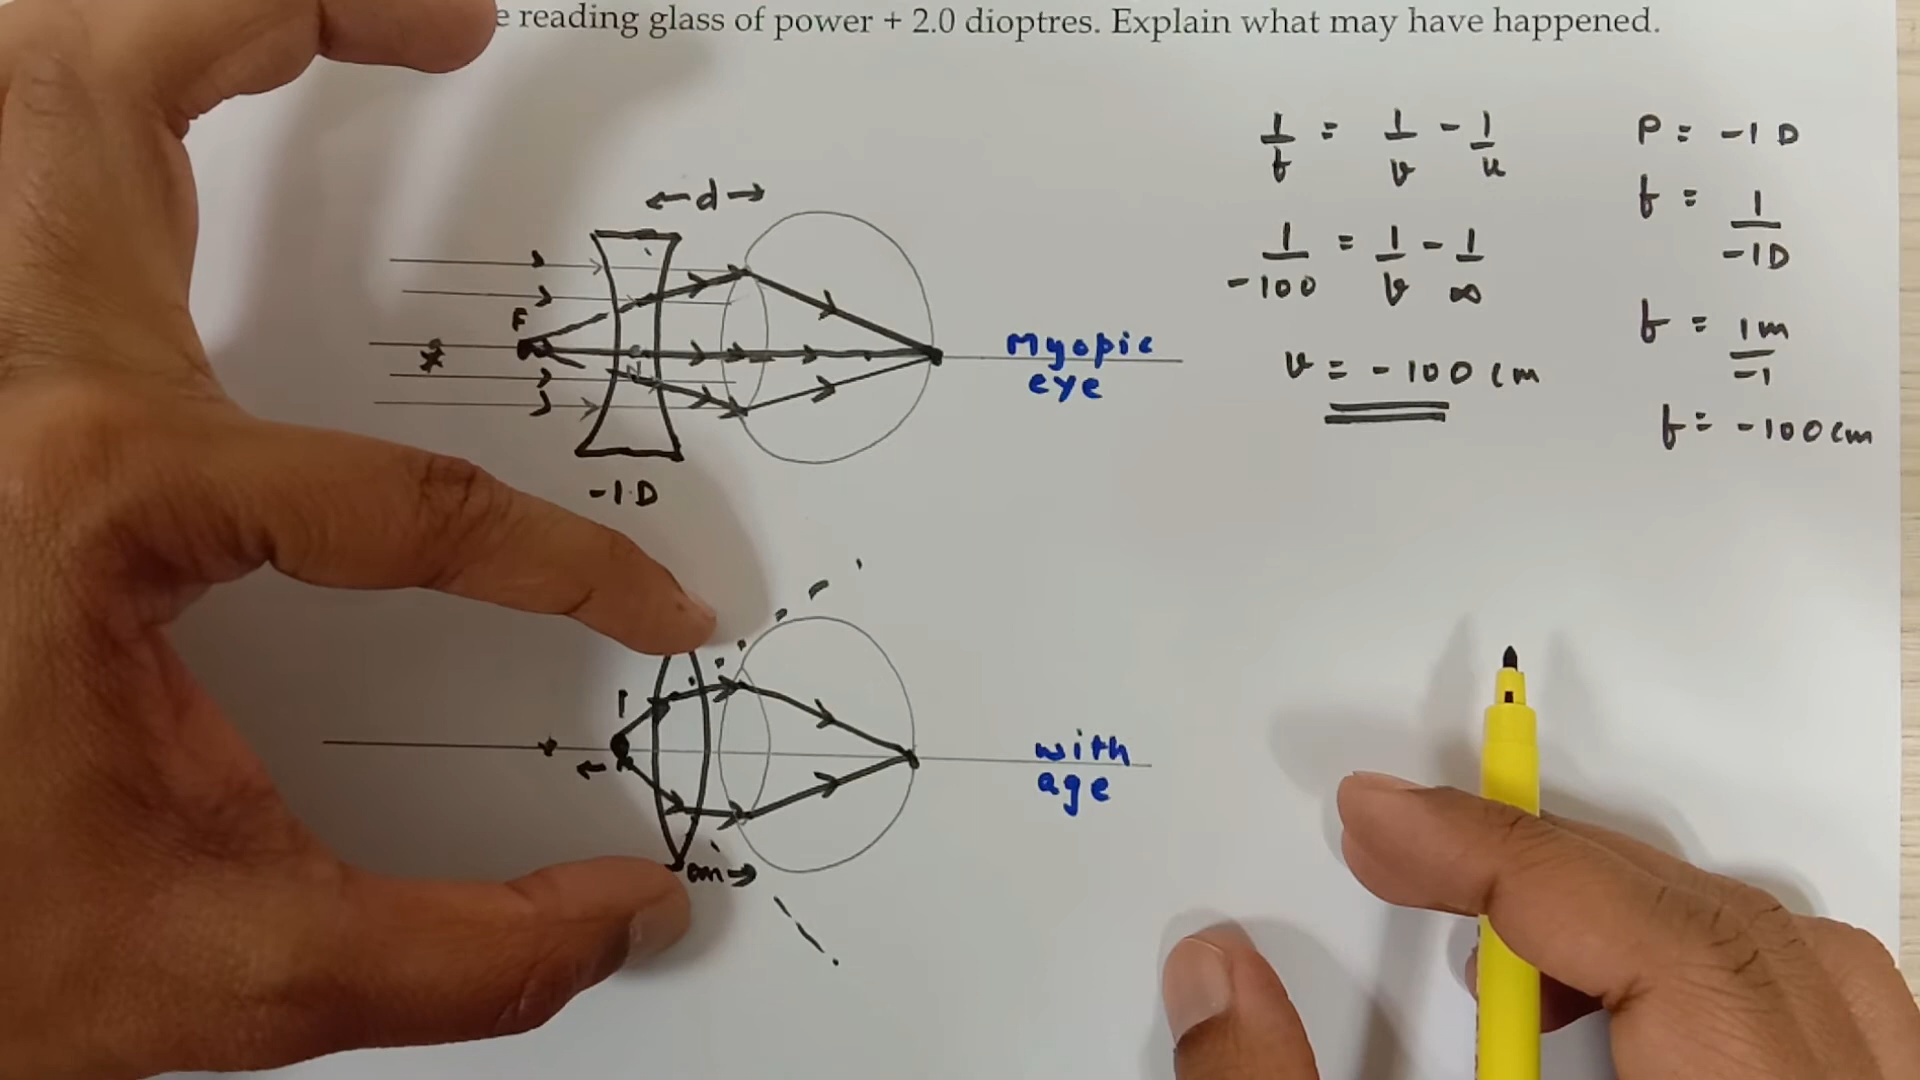 e reading glass of power + 2.0 dioptres. Explain what may have happened.
1/f = 1/v - 1/u
1/-100 = 1/v - 1/∞
v = -100 cm
P = -1 D
f = 1/-1D
f = 1m/-1
f = -100 cm
←d→
F
-1.D
Myopic
eye
with
age